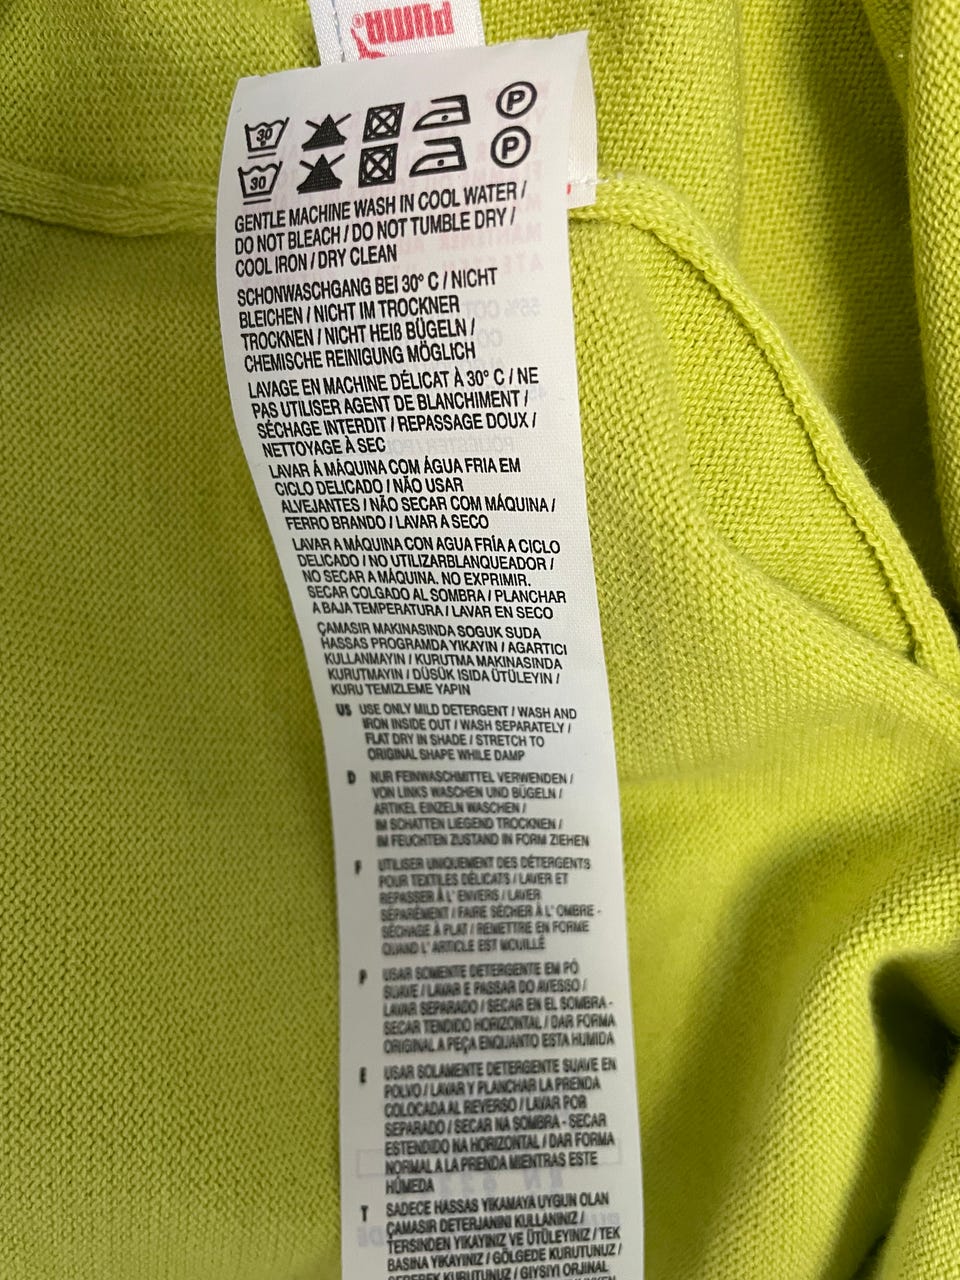 PUMA®
30 P
30 P
GENTLE MACHINE WASH IN COOL WATER /
DO NOT BLEACH / DO NOT TUMBLE DRY /
COOL IRON / DRY CLEAN
SCHONWASCHGANG BEI 30° C / NICHT
BLEICHEN / NICHT IM TROCKNER
TROCKNEN / NICHT HEIß BÜGELN /
CHEMISCHE REINIGUNG MÖGLICH
LAVAGE EN MACHINE DÉLICAT À 30° C / NE
PAS UTILISER AGENT DE BLANCHIMENT /
SÉCHAGE INTERDIT / REPASSAGE DOUX /
NETTOYAGE À SEC
LAVAR Á MÁQUINA COM ÁGUA FRIA EM
CICLO DELICADO / NÃO USAR
ALVEJANTES / NÃO SECAR COM MÁQUINA /
FERRO BRANDO / LAVAR A SECO
LAVAR A MÁQUINA CON AGUA FRÍA A CICLO
DELICADO / NO UTILIZARBLANQUEADOR /
NO SECAR A MÁQUINA. NO EXPRIMIR.
SECAR COLGADO AL SOMBRA / PLANCHAR
A BAJA TEMPERATURA / LAVAR EN SECO
ÇAMASIR MAKINASINDA SOGUK SUDA
HASSAS PROGRAMDA YIKAYIN / AGARTICI
KULLANMAYIN / KURUTMA MAKINASINDA
KURUTMAYIN / DÜSÜK ISIDA ÜTÜLEYIN /
KURU TEMIZLEME YAPIN
US USE ONLY MILD DETERGENT / WASH AND
IRON INSIDE OUT / WASH SEPARATELY /
FLAT DRY IN SHADE / STRETCH TO
ORIGINAL SHAPE WHILE DAMP
D NUR FEINWASCHMITTEL VERWENDEN /
VON LINKS WASCHEN UND BÜGELN /
ARTIKEL EINZELN WASCHEN /
IM SCHATTEN LIEGEND TROCKNEN /
IM FEUCHTEN ZUSTAND IN FORM ZIEHEN
F UTILISER UNIQUEMENT DES DÉTERGENTS
POUR TEXTILES DÉLICATS / LAVER ET
REPASSER À L' ENVERS / LAVER
SÉPARÉMENT / FAIRE SÉCHER À L' OMBRE -
SÉCHAGE À PLAT / REMETTRE EN FORME
QUAND L' ARTICLE EST MOUILLÉ
P USAR SOMENTE DETERGENTE EM PÓ
SUAVE / LAVAR E PASSAR DO AVESSO /
LAVAR SEPARADO / SECAR EN EL SOMBRA -
SECAR TENDIDO HORIZONTAL / DAR FORMA
ORIGINAL A PEÇA ENQUANTO ESTA HUMIDA
E USAR SOLAMENTE DETERGENTE SUAVE EN
POLVO / LAVAR Y PLANCHAR LA PRENDA
COLOCADA AL REVERSO / LAVAR POR
SEPARADO / SECAR NA SOMBRA - SECAR
ESTENDIDO NA HORIZONTAL / DAR FORMA
NORMAL A LA PRENDA MIENTRAS ESTE
HÚMEDA
T SADECE HASSAS YIKAMAYA UYGUN OLAN
ÇAMASIR DETERJANINI KULLANINIZ /
TERSINDEN YIKAYINIZ VE ÜTÜLEYINIZ / TEK
BASINA YIKAYINIZ / GÖLGEDE KURUTUNUZ /
SEREREK KURUTUNUZ / GIYSIYI ORJINAL